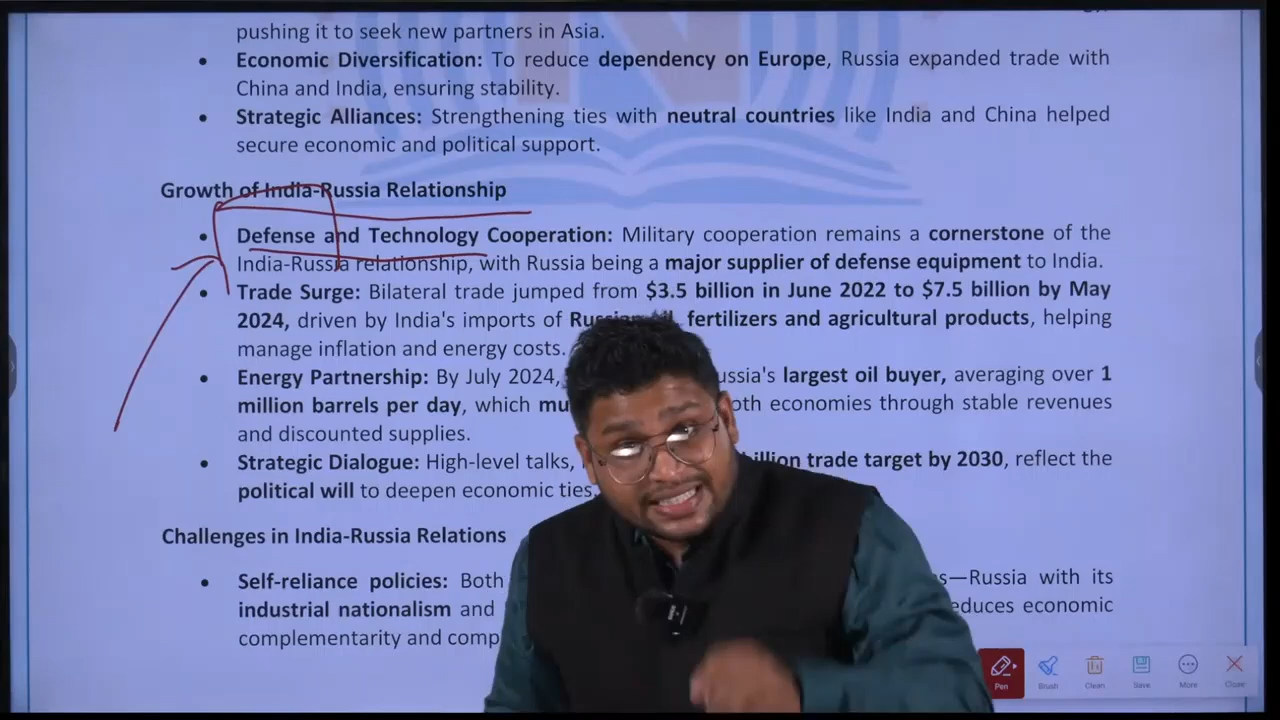 pushing it to seek new partners in Asia.
• Economic Diversification: To reduce dependency on Europe, Russia expanded trade with
China and India, ensuring stability.
• Strategic Alliances: Strengthening ties with neutral countries like India and China helped
secure economic and political support.
Growth of India-Russia Relationship
• Defense and Technology Cooperation: Military cooperation remains a cornerstone of the
India-Russia relationship, with Russia being a major supplier of defense equipment to India.
• Trade Surge: Bilateral trade jumped from $3.5 billion in June 2022 to $7.5 billion by May
2024, driven by India's imports of Russian fertilizers and agricultural products, helping
manage inflation and energy costs.
• Energy Partnership: By July 2024, largest oil buyer, averaging over 1
million barrels per day, which economies through stable revenues
and discounted supplies.
• Strategic Dialogue: High-level talks, trade target by 2030, reflect the
political will to deepen economic ties
Challenges in India-Russia Relations
• Self-reliance policies: Both Russia with its
industrial nationalism and economic
complementarity and
Pen
Brush
Clean
Save
More
Close